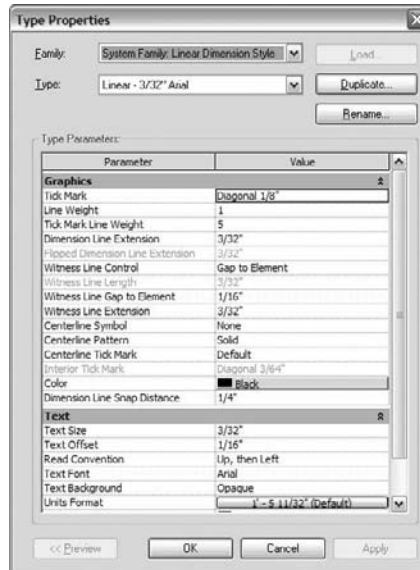 Type Properties
Family: System Family: Linear Dimension Style Load...
Type: Linear - 3/32" Arial Duplicate...
Rename...
Type Parameters:
Parameter Value
Graphics
Tick Mark Diagonal 1/8"
Line Weight 1
Tick Mark Line Weight 5
Dimension Line Extension 3/32"
Flipped Dimension Line Extension 3/32"
Witness Line Control Gap to Element
Witness Line Length 3/32"
Witness Line Gap to Element 1/16"
Witness Line Extension 3/32"
Centerline Symbol None
Centerline Pattern Solid
Centerline Tick Mark Default
Interior Tick Mark Diagonal 3/64"
Color Black
Dimension Line Snap Distance 1/4"
Text
Text Size 3/32"
Text Offset 1/16"
Read Convention Up, then Left
Text Font Arial
Text Background Opaque
Units Format 1' - 5 11/32" (Default)
<< Preview OK Cancel Apply